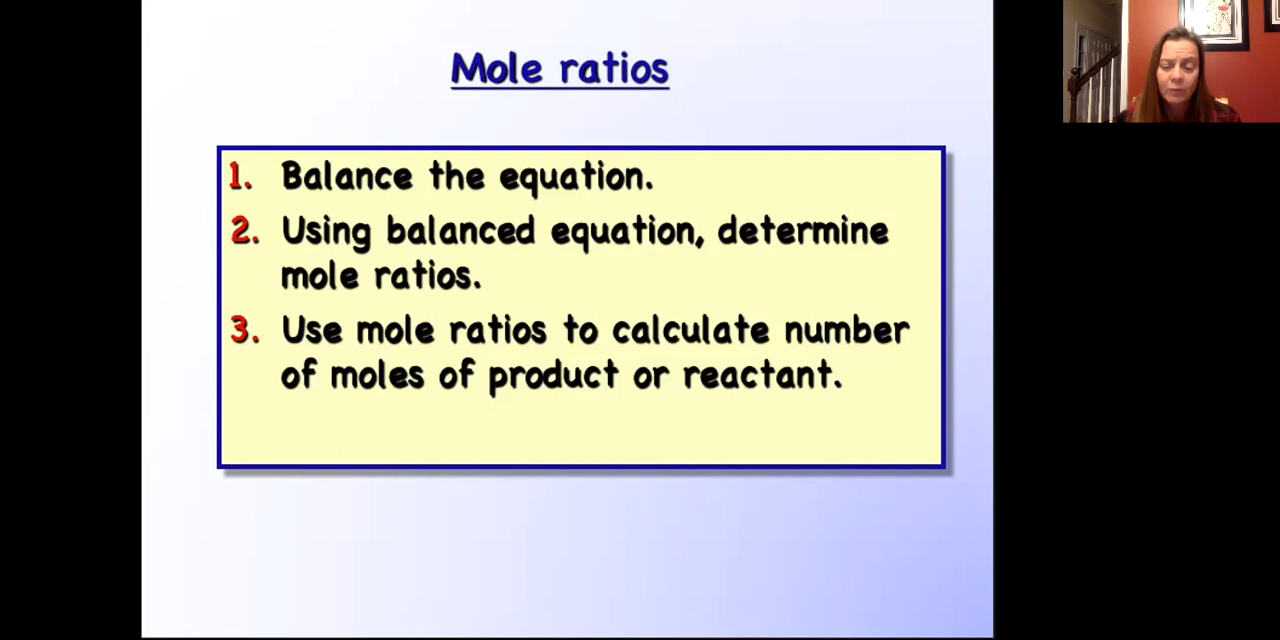 Mole ratios
1. Balance the equation.
2. Using balanced equation, determine
mole ratios.
3. Use mole ratios to calculate number
of moles of product or reactant.